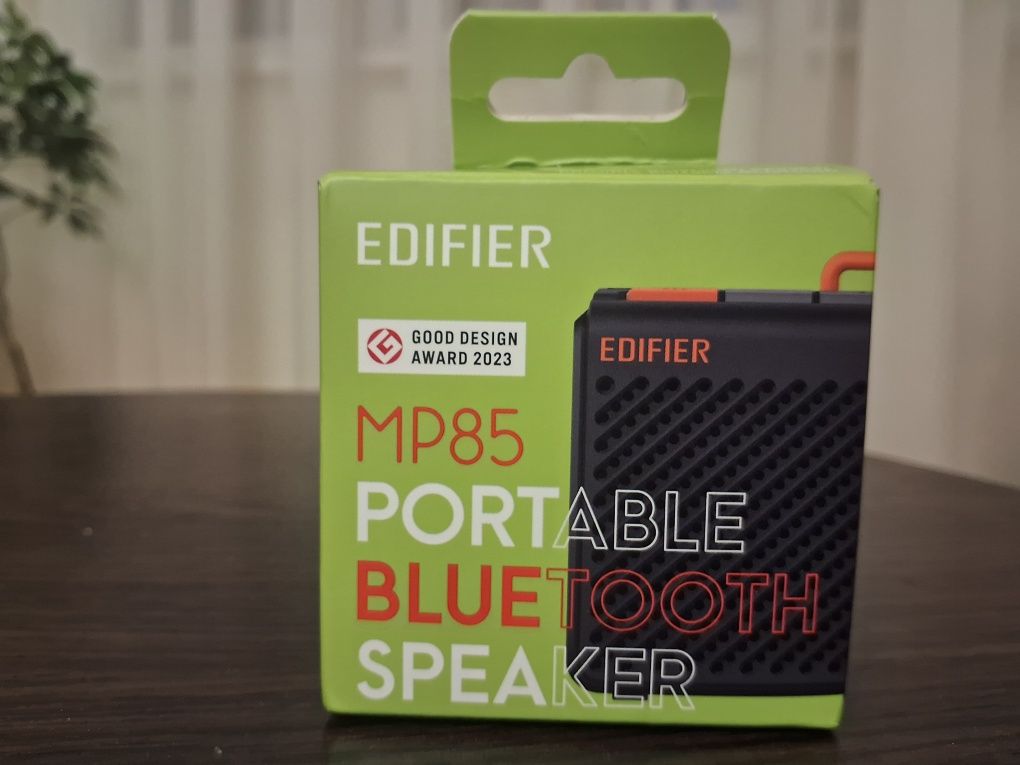 EDIFIER
GOOD DESIGN
AWARD 2023
EDIFIER
MP85
PORTABLE
BLUETOOTH
SPEAKER